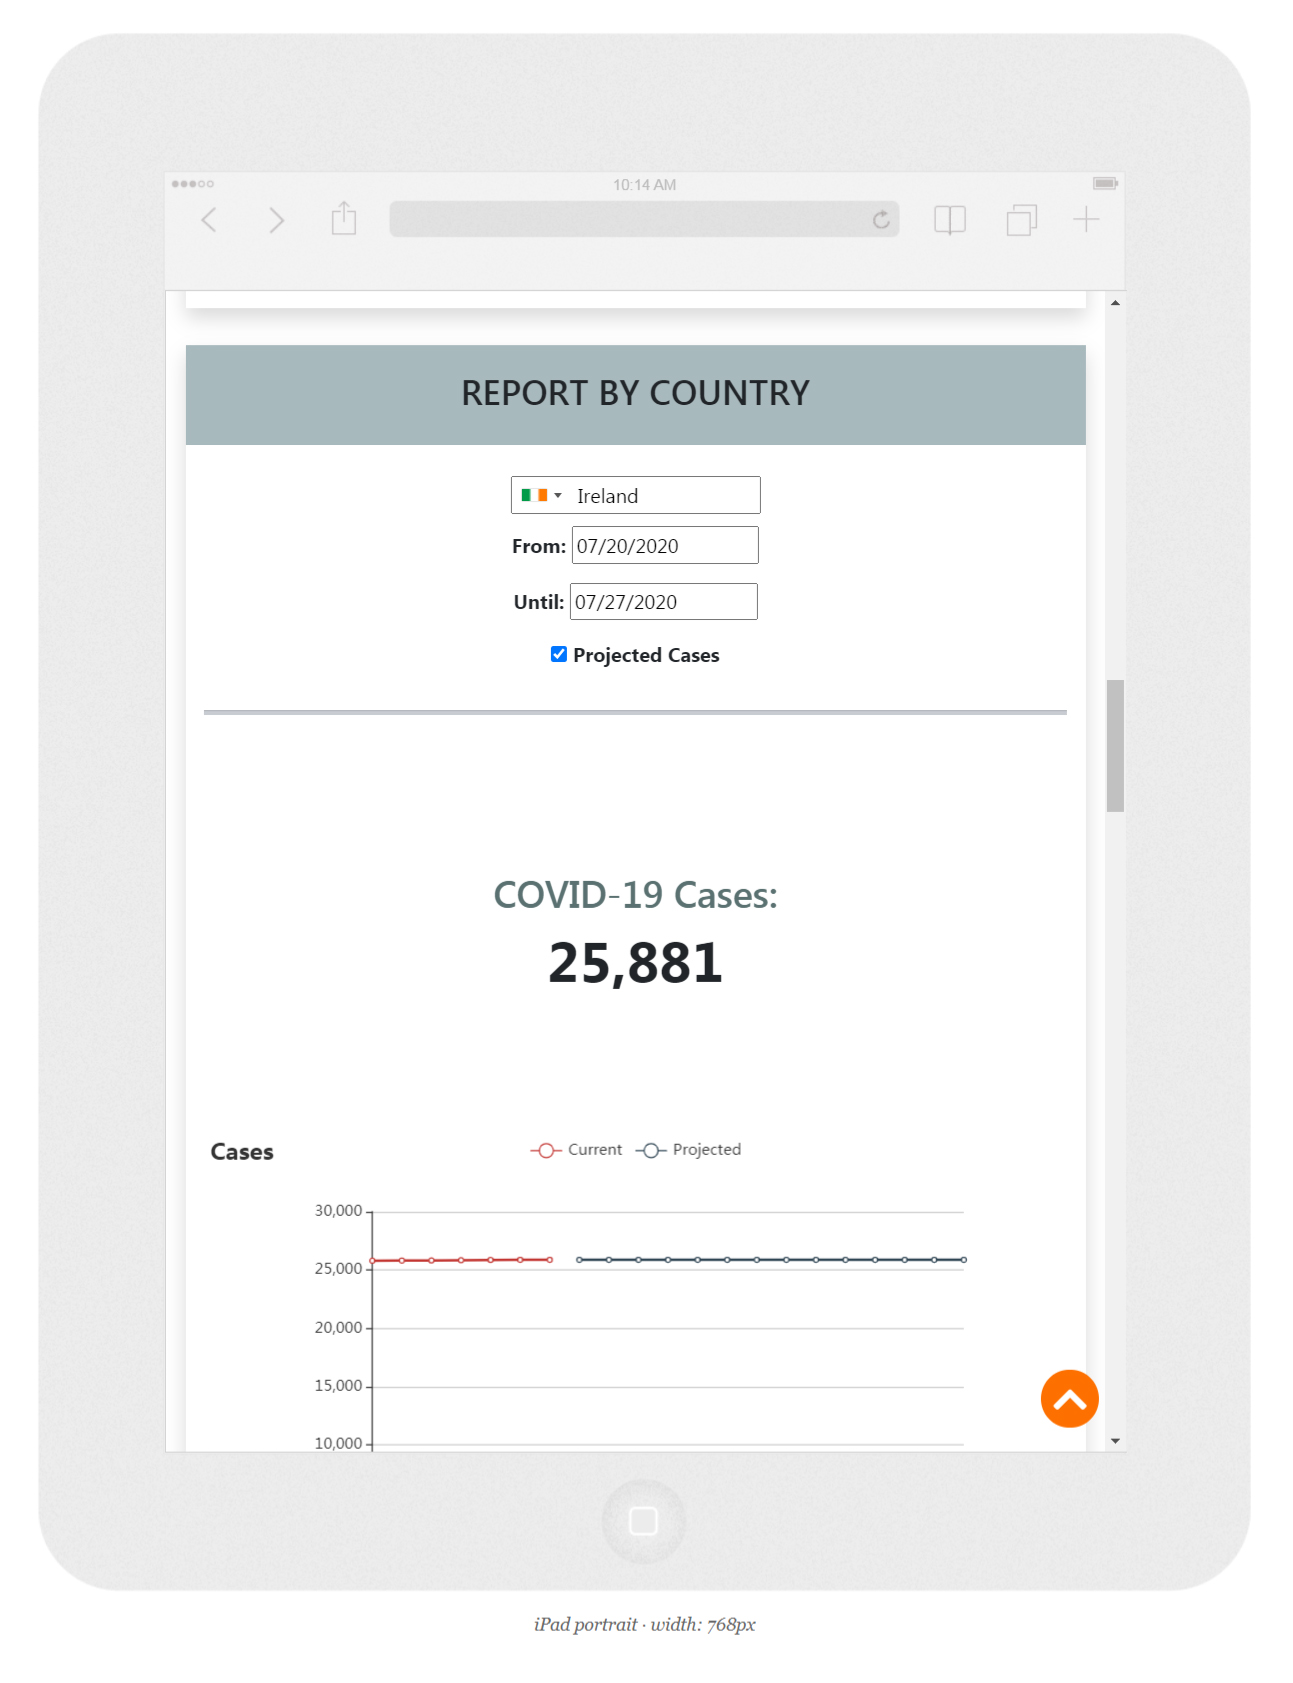 10:14 AM
REPORT BY COUNTRY
Ireland
From: 07/20/2020
Until: 07/27/2020
Projected Cases
COVID-19 Cases:
25,881
Cases
Current Projected
30,000
25,000
20,000
15,000
10,000
iPad portrait · width: 768px